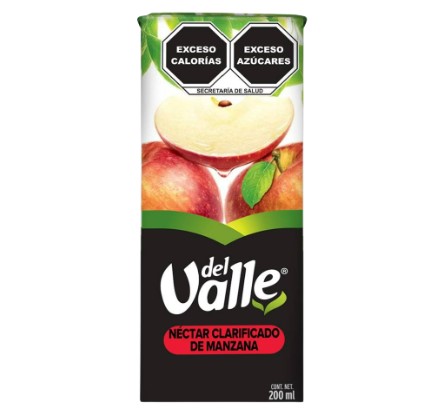 EXCESO
CALORÍAS
EXCESO
AZÚCARES
SECRETARÍA DE SALUD
del
Valle®
NÉCTAR CLARIFICADO
DE MANZANA
CONT. NET.
200 ml